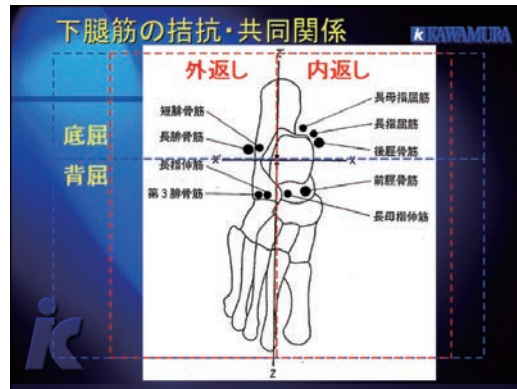 下腿筋の拮抗・共同関係
KAWAMURA
外返し 内返し
底屈
背屈
短腓骨筋
長腓骨筋
長指伸筋
第3腓骨筋
長母指屈筋
長指屈筋
後脛骨筋
前脛骨筋
長母指伸筋
X' X
Z